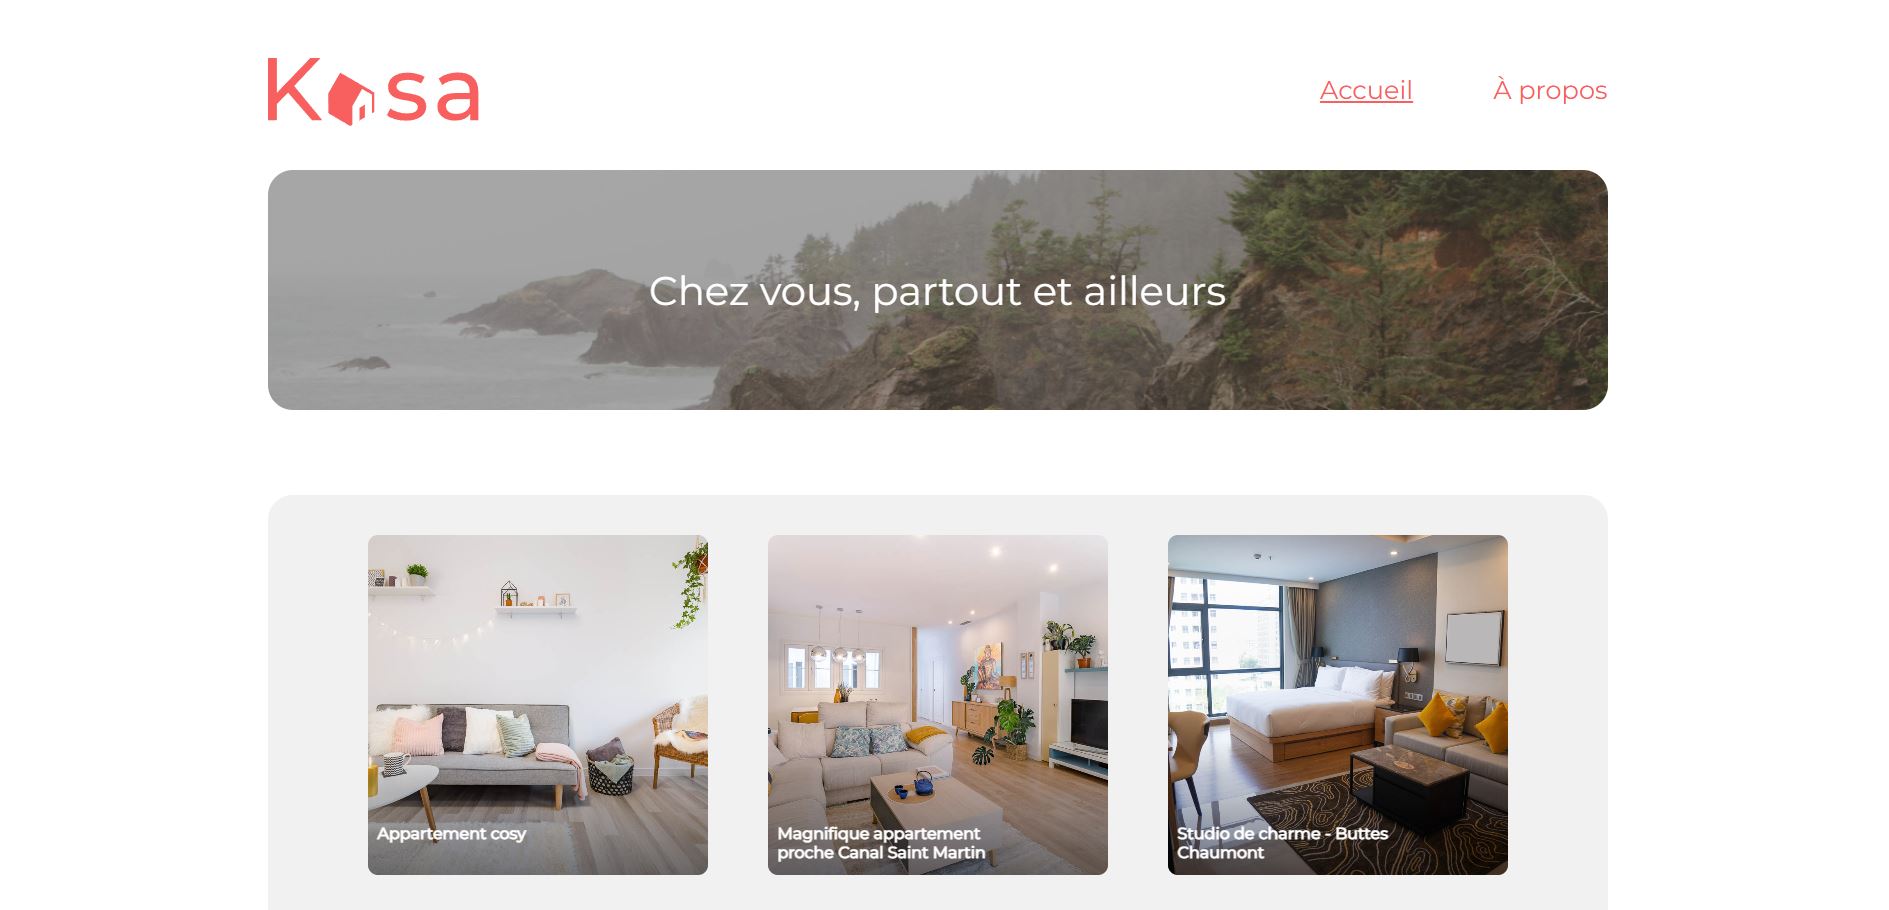 Kasa
Accueil
À propos
Chez vous, partout et ailleurs
Appartement cosy
Magnifique appartement
proche Canal Saint Martin
Studio de charme - Buttes
Chaumont